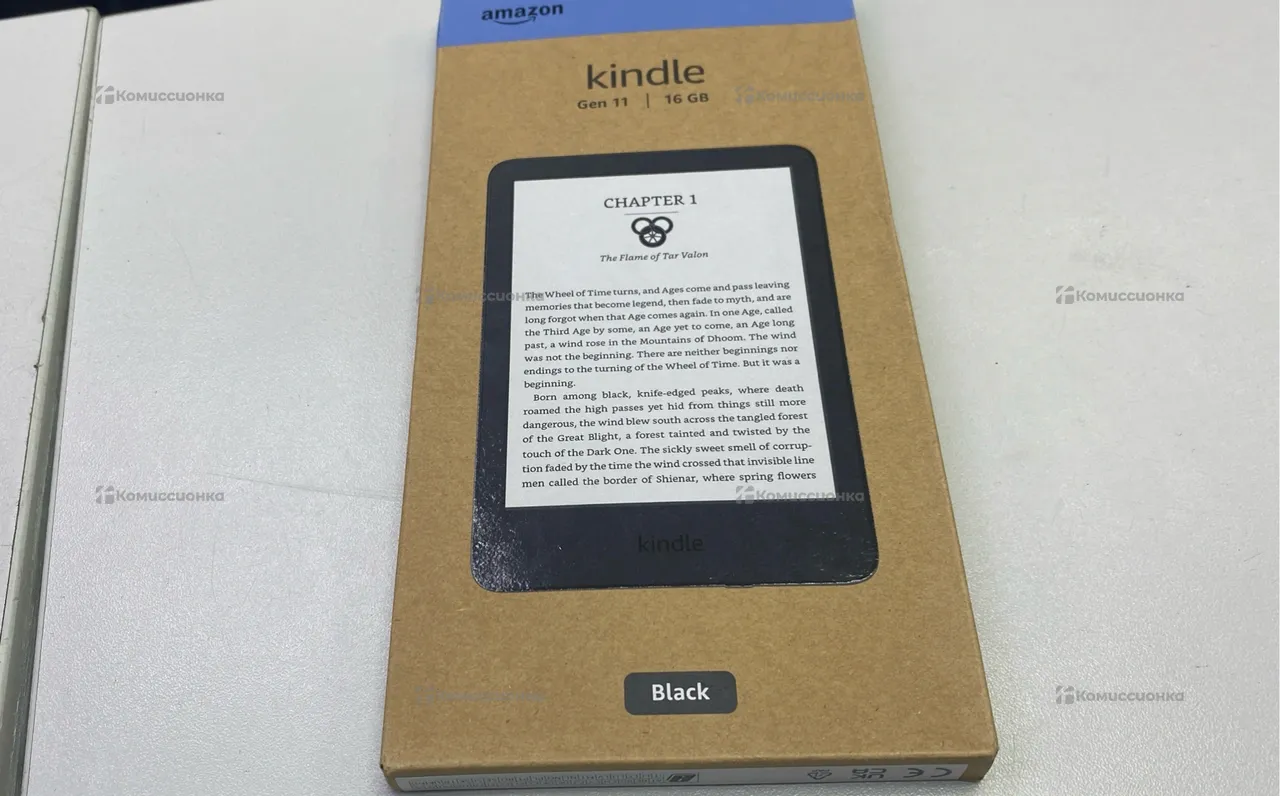 amazon
kindle
Gen 11 | 16 GB
Комиссионка
Комиссионка
CHAPTER 1
The Flame of Tar Valon
The Wheel of Time turns, and Ages come and pass leaving
memories that become legend, then fade to myth, and are
long forgot when that Age comes again. In one Age, called
the Third Age by some, an Age yet to come, an Age long
past, a wind rose in the Mountains of Dhoom. The wind
was not the beginning. There are neither beginnings nor
endings to the turning of the Wheel of Time. But it was a
beginning.
Born among black, knife-edged peaks, where death
roamed the high passes yet hid from things still more
dangerous, the wind blew south across the tangled forest
of the Great Blight, a forest tainted and twisted by the
touch of the Dark One. The sickly sweet smell of corrup-
tion faded by the time the wind crossed that invisible line
men called the border of Shienar, where spring flowers
Комиссионка
Комиссионка
Комиссионка
Комиссионка
kindle
Black
Комиссионка
Комиссионка